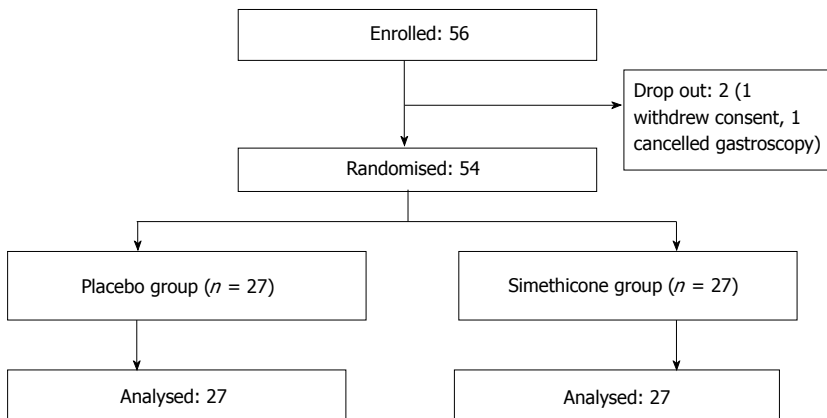 Enrolled: 56
Drop out: 2 (1
withdrew consent, 1
cancelled gastroscopy)
Randomised: 54
Placebo group (n = 27)
Simethicone group (n = 27)
Analysed: 27
Analysed: 27